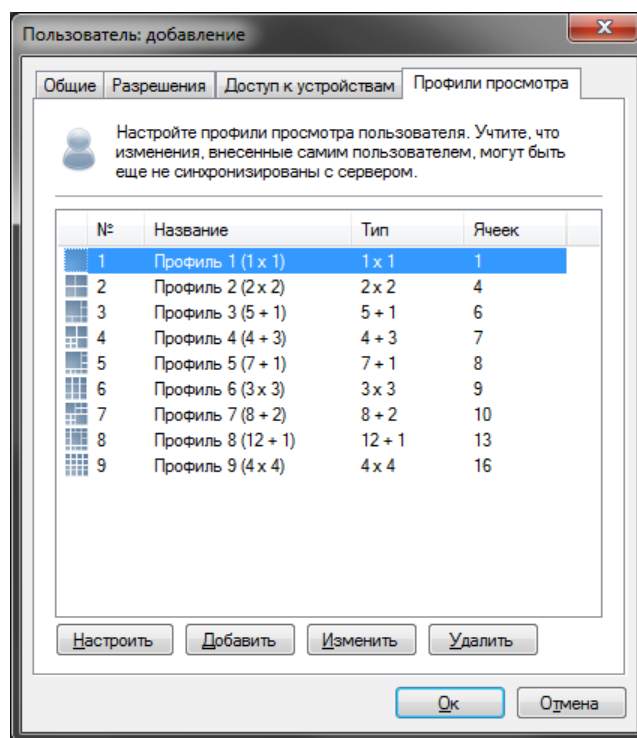 Пользователь: добавление
Общие Разрешения Доступ к устройствам Профили просмотра
Настройте профили просмотра пользователя. Учтите, что
изменения, внесенные самим пользователем, могут быть
еще не синхронизированы с сервером.
№ Название Тип Ячеек
1 Профиль 1 (1 x 1) 1 x 1 1
2 Профиль 2 (2 x 2) 2 x 2 4
3 Профиль 3 (5 + 1) 5 + 1 6
4 Профиль 4 (4 + 3) 4 + 3 7
5 Профиль 5 (7 + 1) 7 + 1 8
6 Профиль 6 (3 x 3) 3 x 3 9
7 Профиль 7 (8 + 2) 8 + 2 10
8 Профиль 8 (12 + 1) 12 + 1 13
9 Профиль 9 (4 x 4) 4 x 4 16
Настроить Добавить Изменить Удалить
Ок Отмена